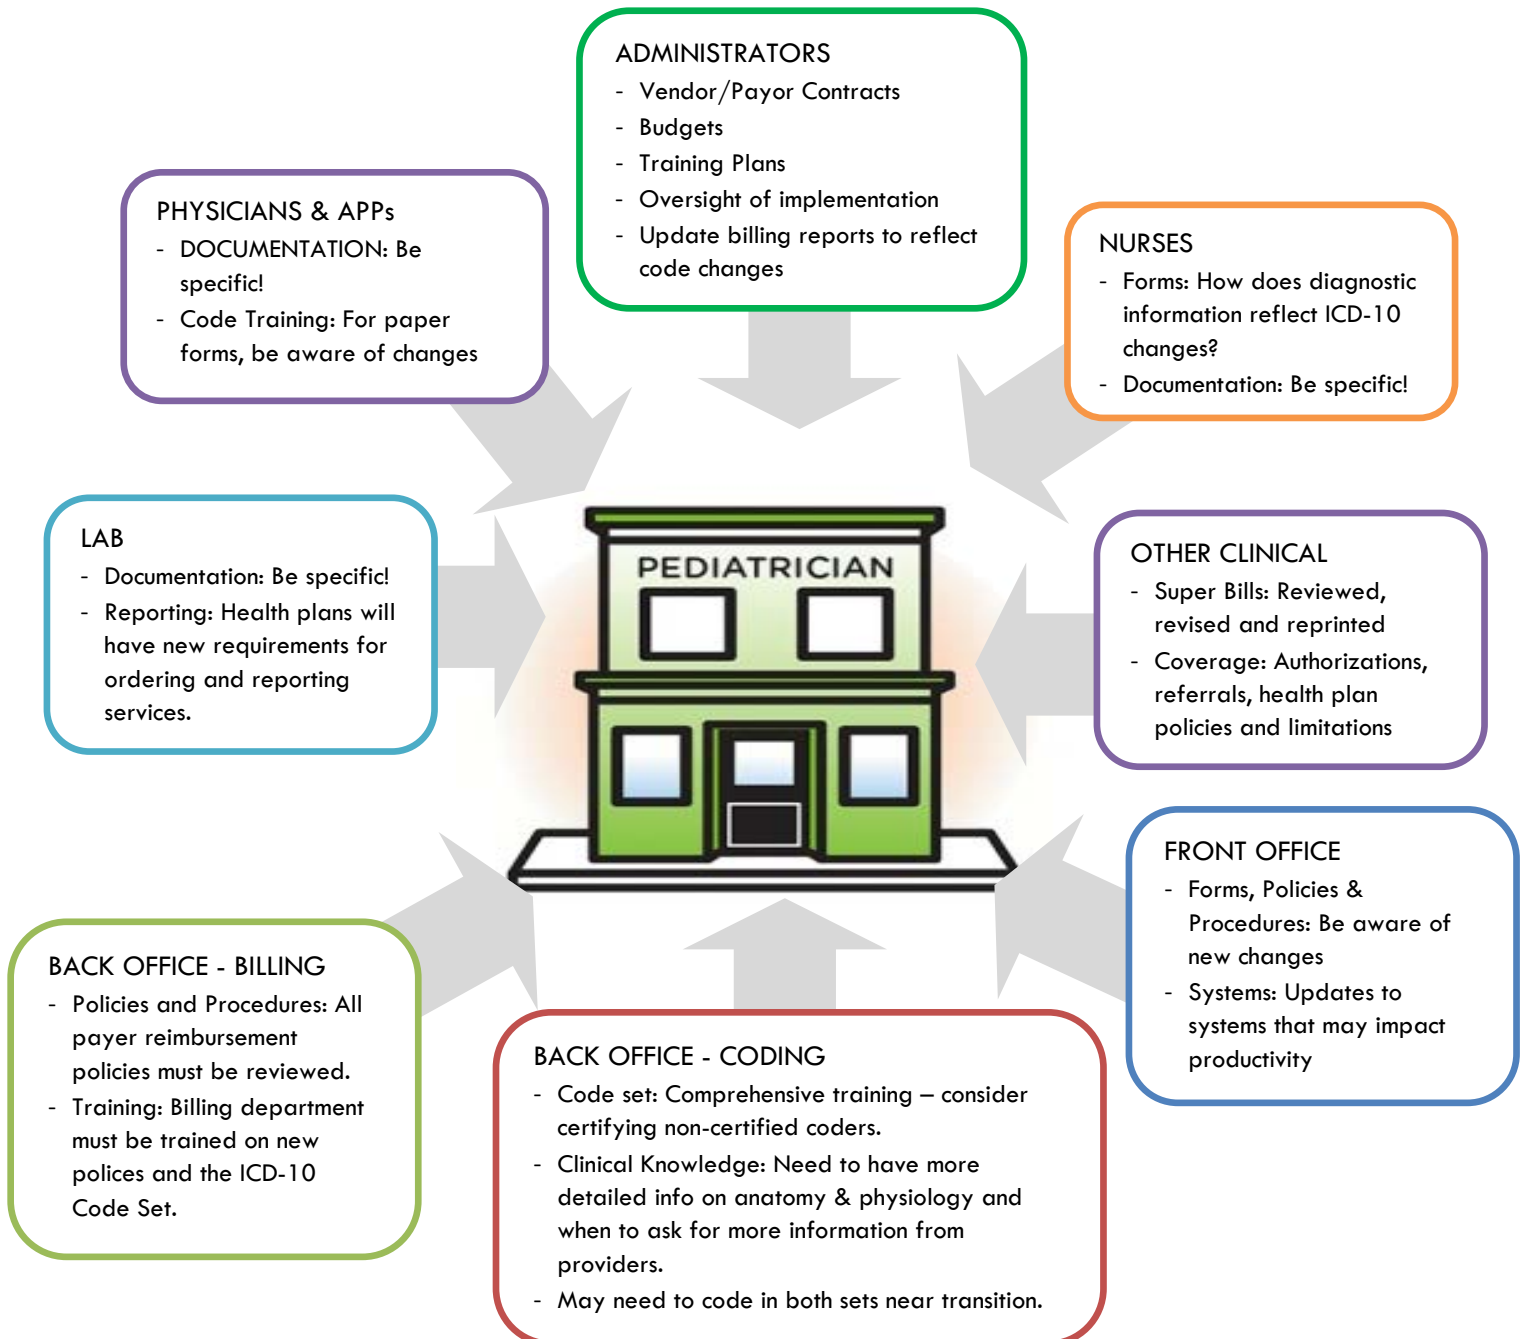 ADMINISTRATORS
- Vendor/Payor Contracts
- Budgets
- Training Plans
- Oversight of implementation
- Update billing reports to reflect
code changes
PHYSICIANS & APPs
- DOCUMENTATION: Be
specific!
- Code Training: For paper
forms, be aware of changes
NURSES
- Forms: How does diagnostic
information reflect ICD-10
changes?
- Documentation: Be specific!
LAB
- Documentation: Be specific!
- Reporting: Health plans will
have new requirements for
ordering and reporting
services.
PEDIATRICIAN
OTHER CLINICAL
- Super Bills: Reviewed,
revised and reprinted
- Coverage: Authorizations,
referrals, health plan
policies and limitations
FRONT OFFICE
- Forms, Policies &
Procedures: Be aware of
new changes
- Systems: Updates to
systems that may impact
productivity
BACK OFFICE - BILLING
- Policies and Procedures: All
payer reimbursement
policies must be reviewed.
- Training: Billing department
must be trained on new
polices and the ICD-10
Code Set.
BACK OFFICE - CODING
- Code set: Comprehensive training – consider
certifying non-certified coders.
- Clinical Knowledge: Need to have more
detailed info on anatomy & physiology and
when to ask for more information from
providers.
- May need to code in both sets near transition.